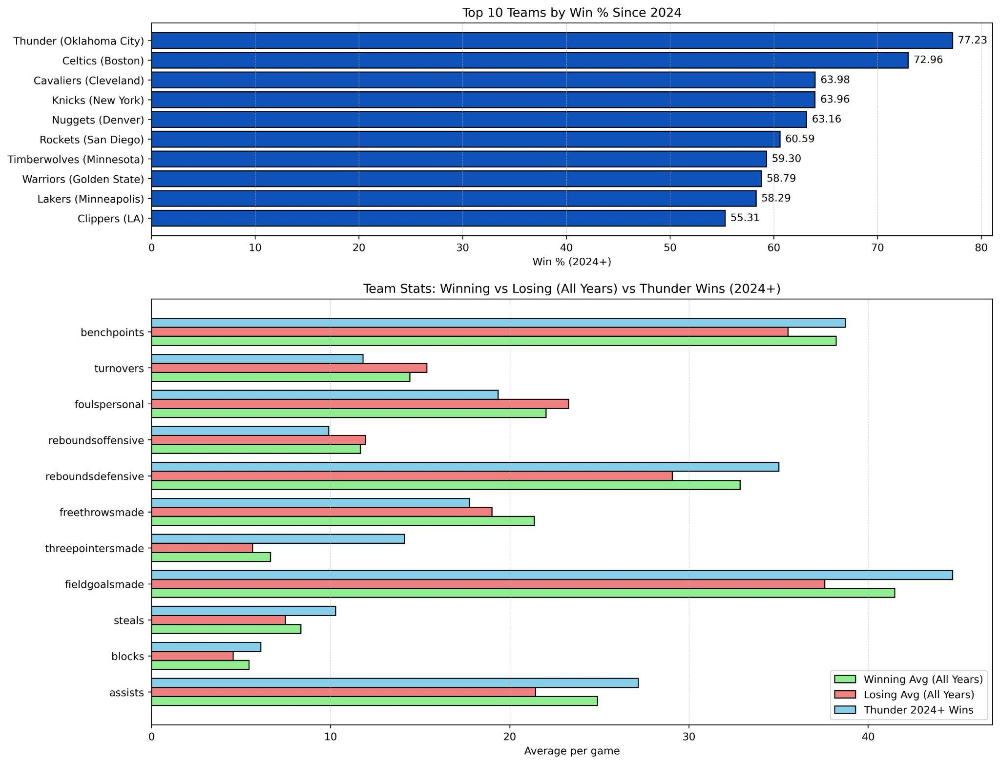 Top 10 Teams by Win % Since 2024
Thunder (Oklahoma City) 77.23
Celtics (Boston) 72.96
Cavaliers (Cleveland) 63.98
Knicks (New York) 63.96
Nuggets (Denver) 63.16
Rockets (San Diego) 60.59
Timberwolves (Minnesota) 59.30
Warriors (Golden State) 58.79
Lakers (Minneapolis) 58.29
Clippers (LA) 55.31
0 10 20 30 40 50 60 70 80
Win % (2024+)
Team Stats: Winning vs Losing (All Years) vs Thunder Wins (2024+)
benchpoints
turnovers
foulspersonal
reboundsoffensive
reboundsdefensive
freethrowsmade
threepointersmade
fieldgoalsmade
steals
blocks
assists
Winning Avg (All Years)
Losing Avg (All Years)
Thunder 2024+ Wins
0 10 20 30 40
Average per game